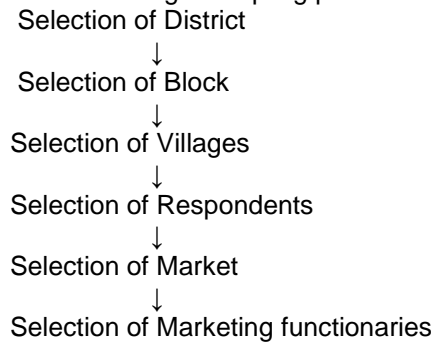 Selection of District
↓
Selection of Block
↓
Selection of Villages
↓
Selection of Respondents
↓
Selection of Market
↓
Selection of Marketing functionaries